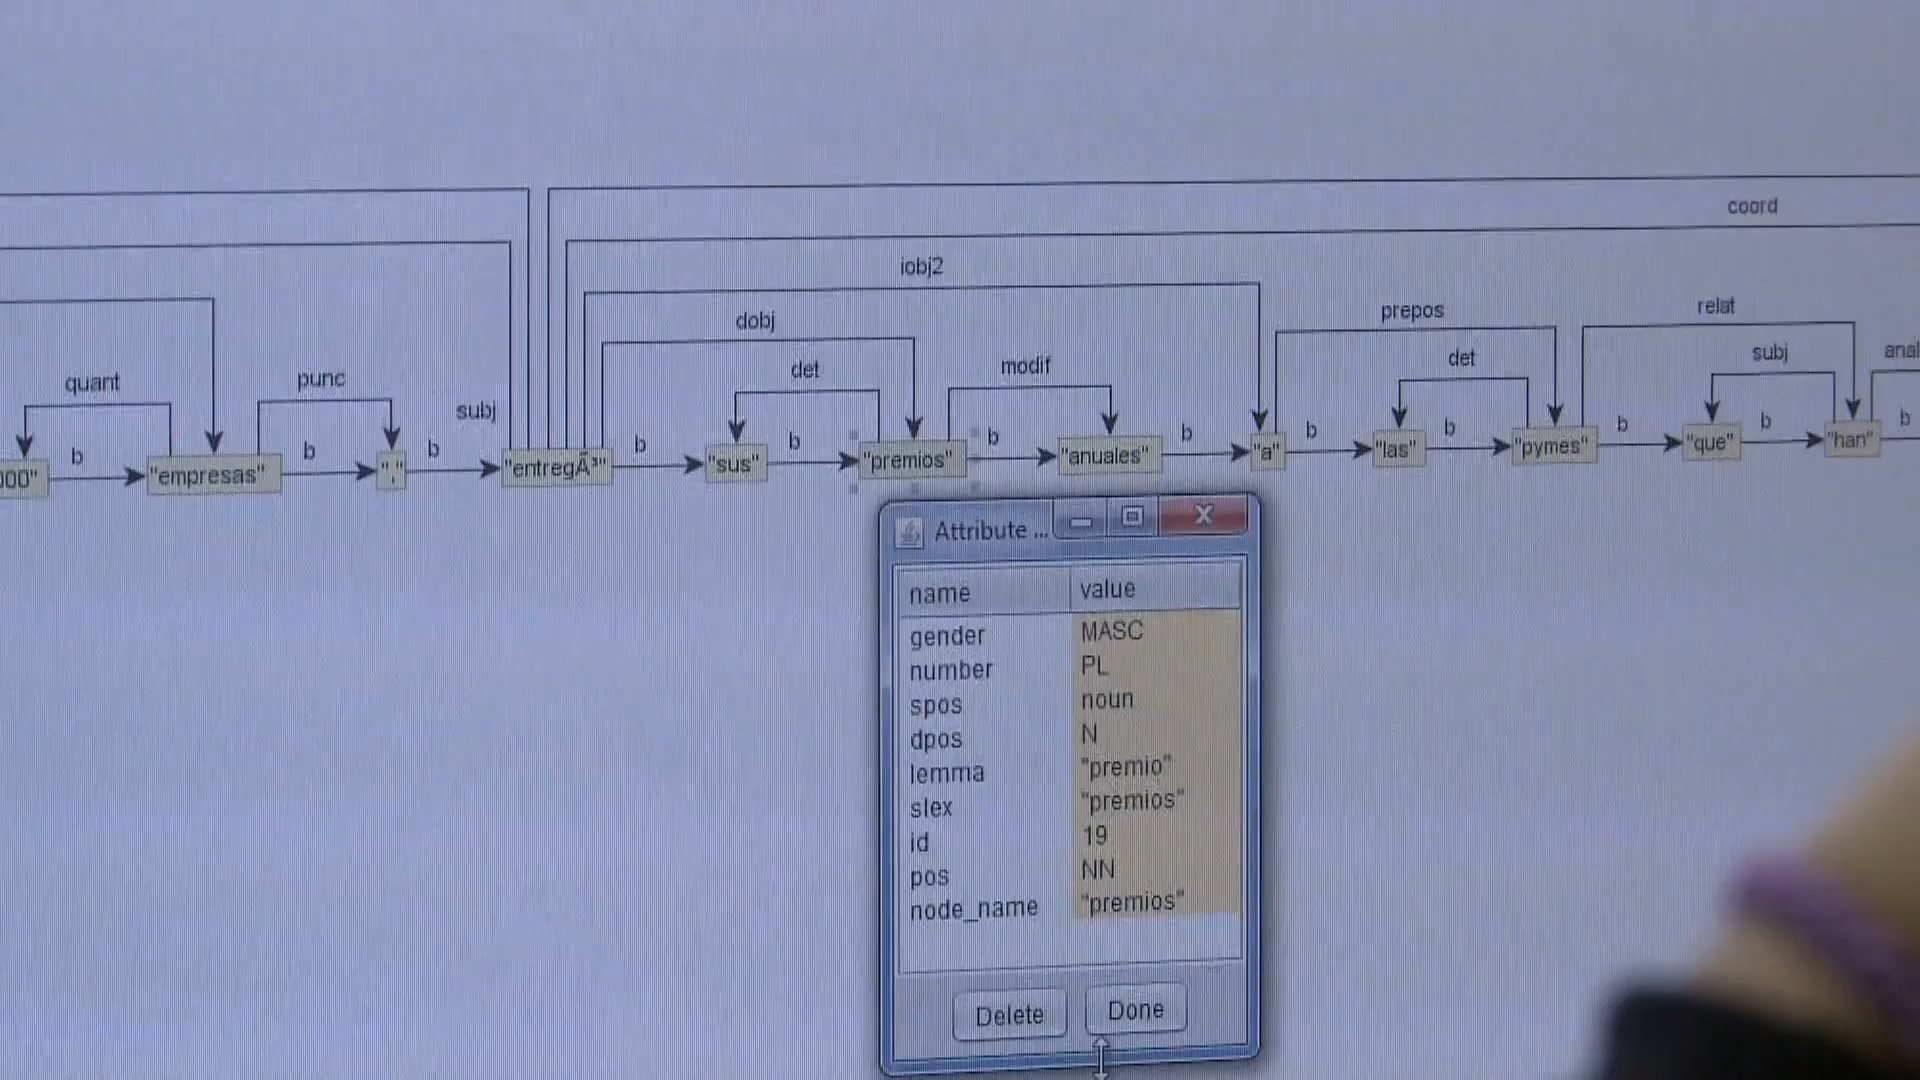 coord
iobj2
prepos
relat
dobj
det
modif
det
subj
quant
punc
subj
b
b
b
b
b
b
b
b
b
b
b
b
"empresas"
","
"entregÃ³"
"sus"
"premios"
"anuales"
"a"
"las"
"pymes"
"que"
"han"
Attribute ...
name value
gender MASC
number PL
spos noun
dpos N
lemma "premio"
slex "premios"
id 19
pos NN
node_name "premios"
Delete Done